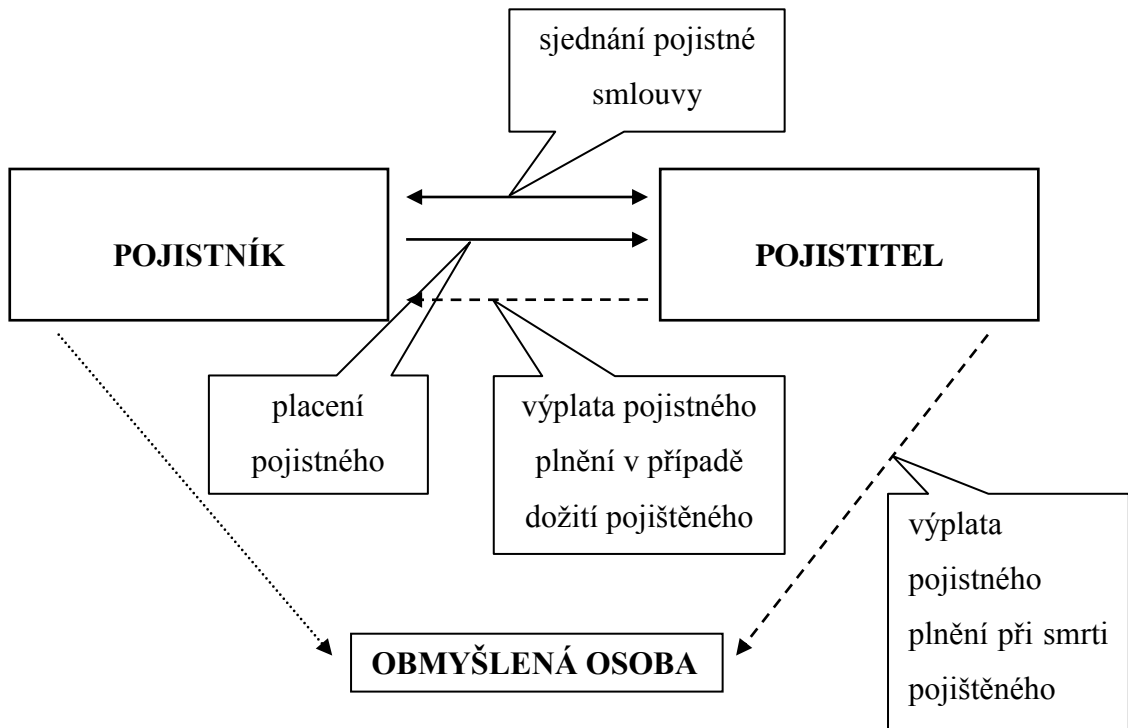 sjednání pojistné
smlouvy
POJISTNÍK
POJISTITEL
placení
pojistného
výplata pojistného
plnění v případě
dožití pojištěného
výplata
pojistného
plnění při smrti
pojištěného
OBMYŠLENÁ OSOBA